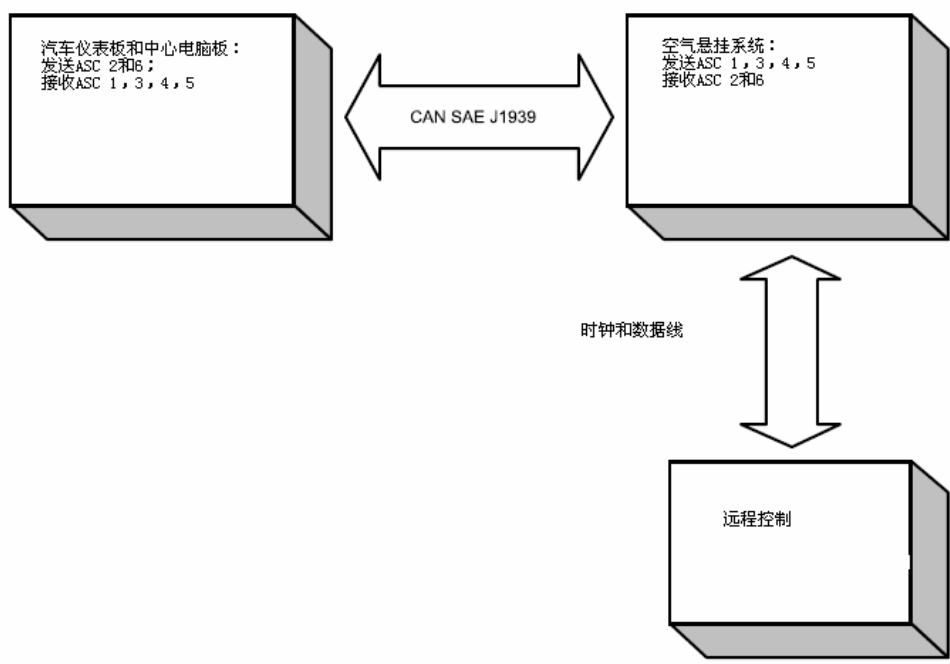 汽车仪表板和中心电脑板：
发送ASC 2和6；
接收ASC 1，3，4，5
CAN SAE J1939
空气悬挂系统：
发送ASC 1，3，4，5
接收ASC 2和6
时钟和数据线
远程控制